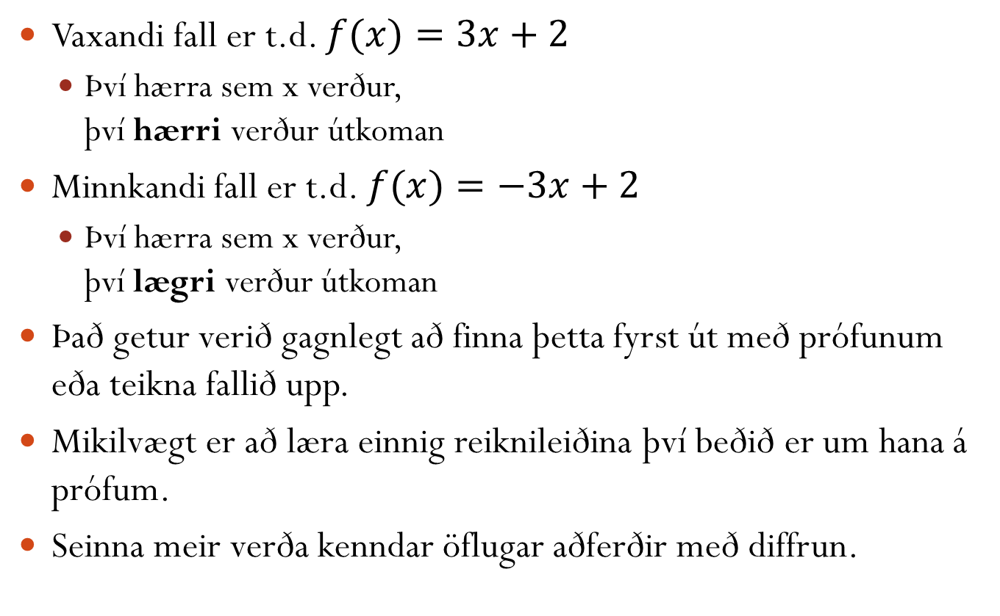 • Vaxandi fall er t.d. 𝑓(𝑥) = 3𝑥 + 2
• Því hærra sem x verður,
því hærri verður útkoman
• Minnkandi fall er t.d. 𝑓(𝑥) = −3𝑥 + 2
• Því hærra sem x verður,
því lægri verður útkoman
• Það getur verið gagnlegt að finna þetta fyrst út með prófunum
eða teikna fallið upp.
• Mikilvægt er að læra einnig reiknileiðina því beðið er um hana á
prófum.
• Seinna meir verða kenndar öflugar aðferðir með diffrun.